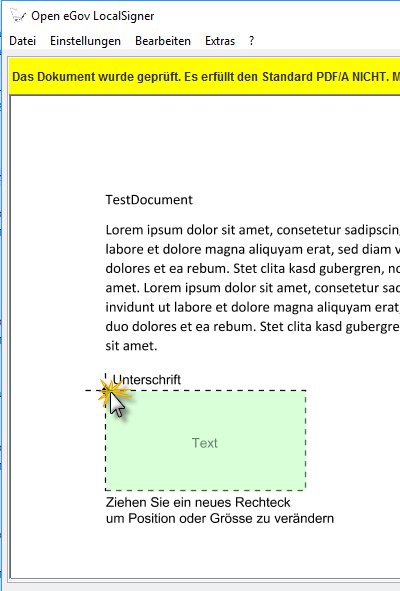 Open eGov LocalSigner
Datei Einstellungen Bearbeiten Extras ?
Das Dokument wurde geprüft. Es erfüllt den Standard PDF/A NICHT. M
TestDocument
Lorem ipsum dolor sit amet, consetetur sadipscin
labore et dolore magna aliquyam erat, sed diam v
dolores et ea rebum. Stet clita kasd gubergren, no
amet. Lorem ipsum dolor sit amet, consetetur sad
invidunt ut labore et dolore magna aliquyam erat,
duo dolores et ea rebum. Stet clita kasd gubergre
sit amet.
Unterschrift
Text
Ziehen Sie ein neues Rechteck
um Position oder Grösse zu verändern